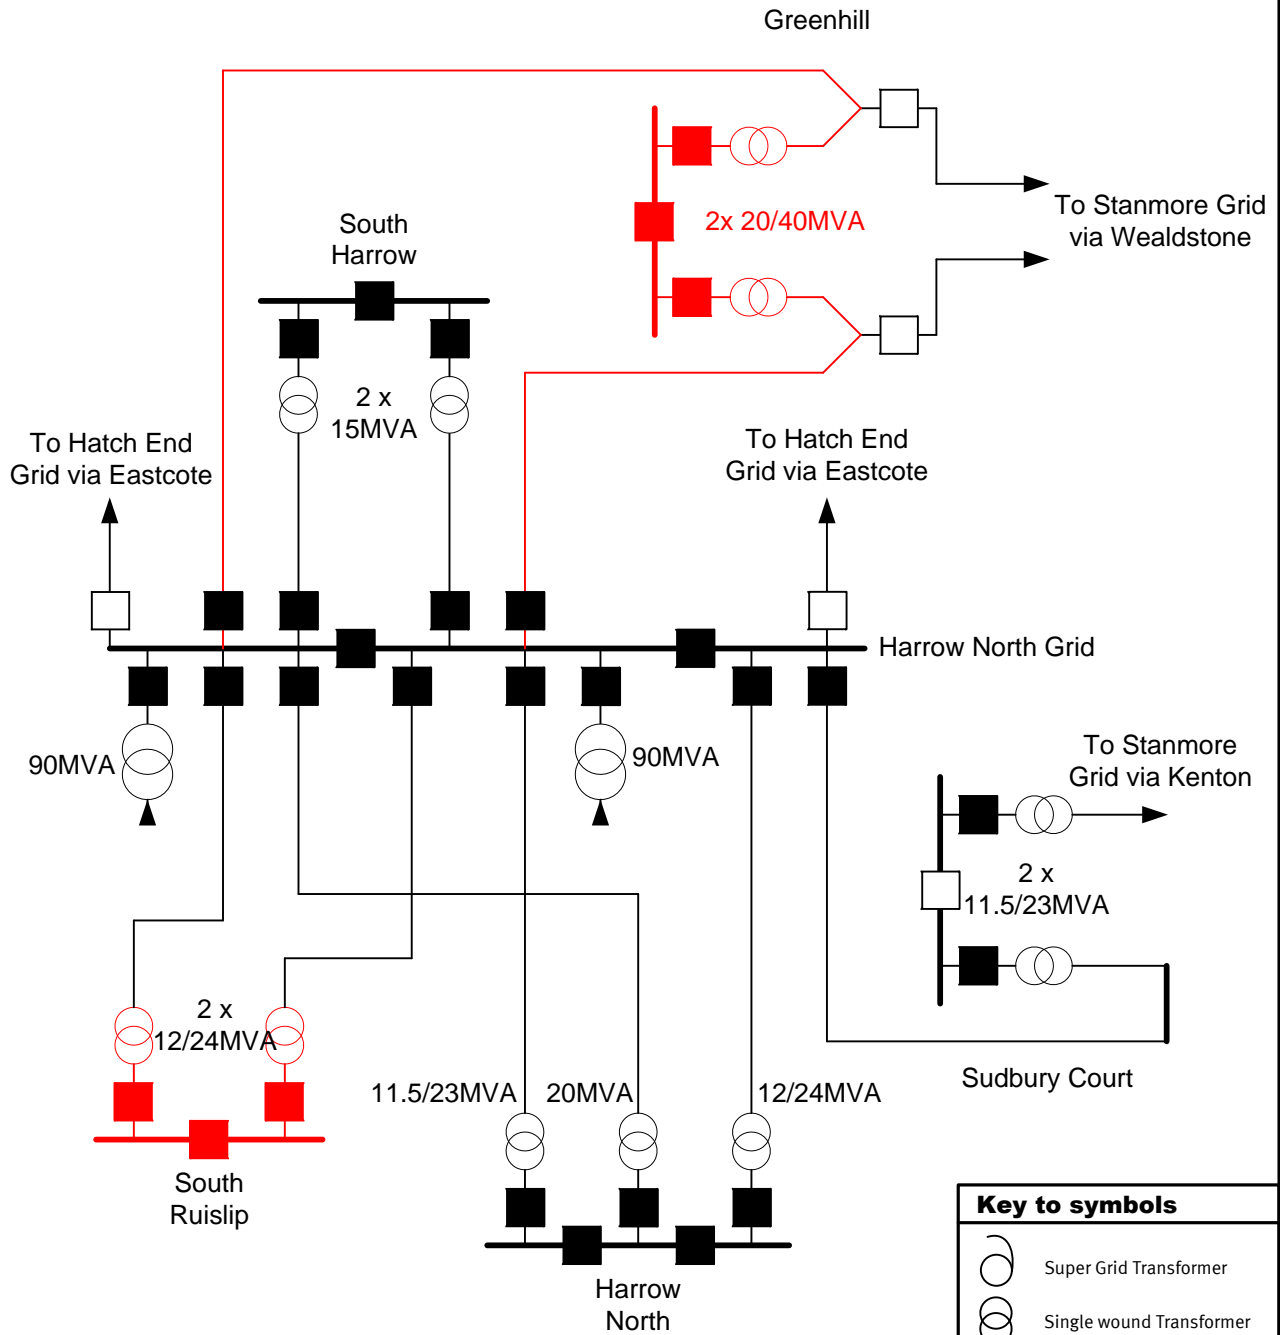 Greenhill
To Stanmore Grid
via Wealdstone
2x 20/40MVA
South
Harrow
2 x
15MVA
To Hatch End
Grid via Eastcote
To Hatch End
Grid via Eastcote
Harrow North Grid
90MVA
90MVA
To Stanmore
Grid via Kenton
2 x
11.5/23MVA
2 x
12/24MVA
Sudbury Court
11.5/23MVA
20MVA
12/24MVA
South
Ruislip
Harrow
North
Key to symbols
Super Grid Transformer
Single wound Transformer